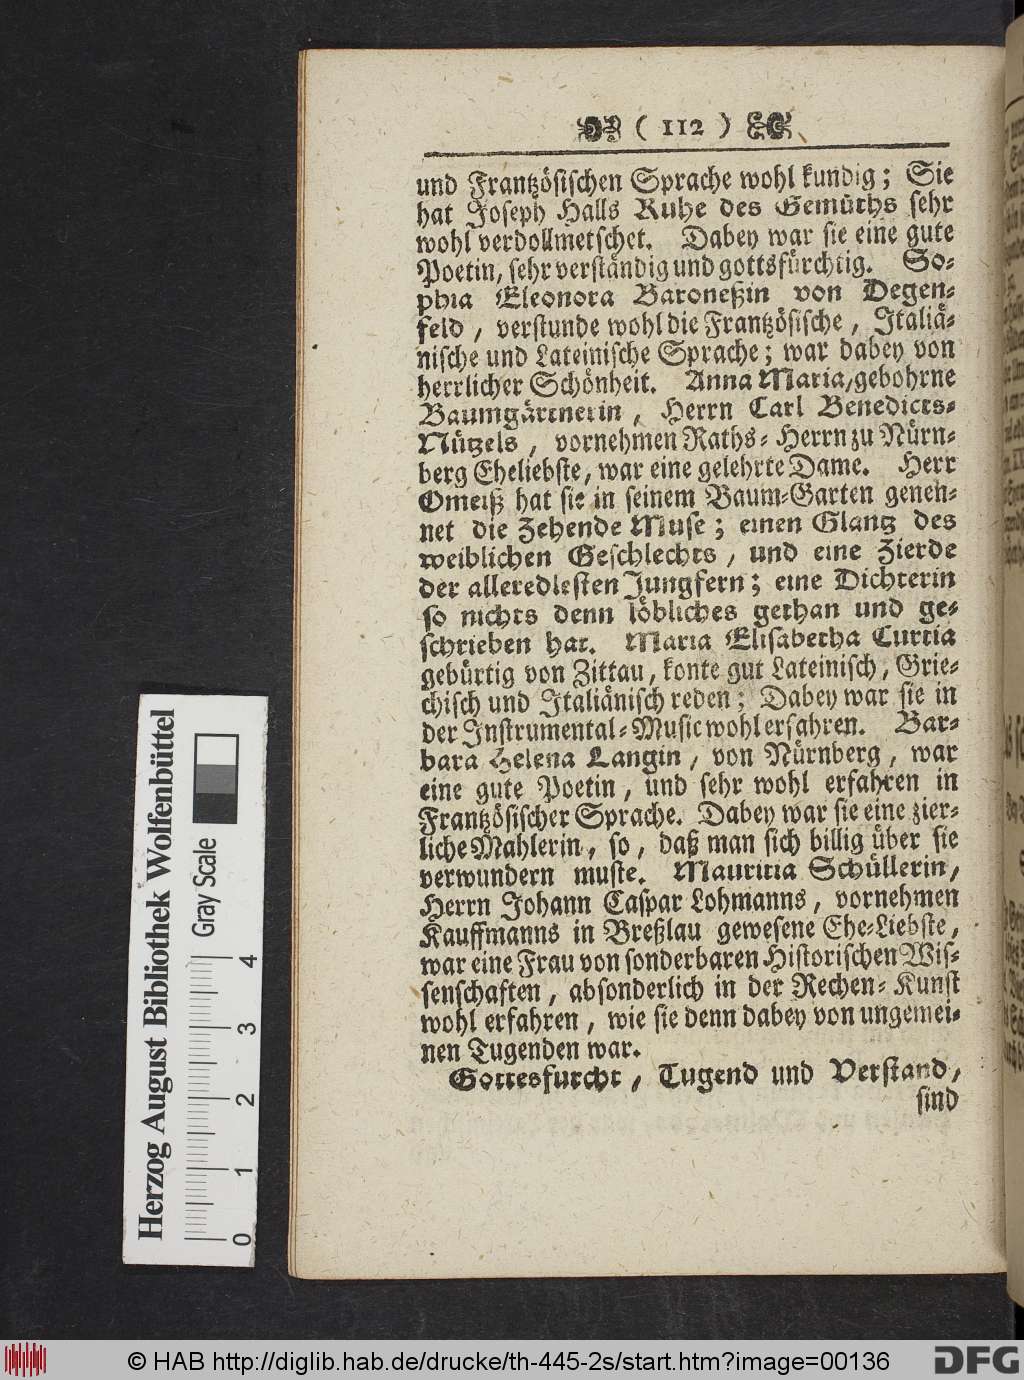 ( 112 )
und Frantzösischen Sprache wohl kundig; Sie
hat Joseph Halls Ruhe des Gemüths sehr
wohl verdollmetschet. Dabey war sie eine gute
Poetin, sehr verständig und gottsfürchtig. So-
phia Eleonora Baroneßin von Degen-
feld, verstunde wohl die Frantzösische, Italiä-
nische und Lateinische Sprache; war dabey von
herrlicher Schönheit. Anna Maria, gebohrne
Baumgärtnerin, Herrn Carl Benedicts-
Nützels, vornehmen Raths-Herrn zu Nürn-
berg Eheliebste, war eine gelehrte Dame. Herr
Omeiß hat sie in seinem Baum-Garten geneh-
net die Zehende Muse; einen Glantz des
weiblichen Geschlechts, und eine Zierde
der alleredlesten Jungfern; eine Dichterin
so nichts denn löbliches gethan und ge-
schrieben hat. Maria Elisabetha Curtia
gebürtig von Zittau, konte gut Lateinisch, Grie-
chisch und Italiänisch reden; Dabey war sie in
der Instrumental-Music wohl erfahren. Bar-
bara Helena Langin, von Nürnberg, war
eine gute Poetin, und sehr wohl erfahren in
Frantzösischer Sprache. Dabey war sie eine zier-
liche Mahlerin, so, daß man sich billig über sie
verwundern muste. Mauritia Schüllerin,
Herrn Johann Caspar Lohmanns, vornehmen
Kauffmanns in Breßlau gewesene Ehe-Liebste,
war eine Frau von sonderbaren Historischen Wis-
senschaften, absonderlich in der Rechen-Kunst
wohl erfahren, wie sie denn dabey von ungemei-
nen Tugenden war.
Gottesfurcht, Tugend und Verstand,
sind
Herzog August Bibliothek Wolfenbüttel
Gray Scale
0 1 2 3 4
© HAB http://diglib.hab.de/drucke/th-445-2s/start.htm?image=00136
DFG